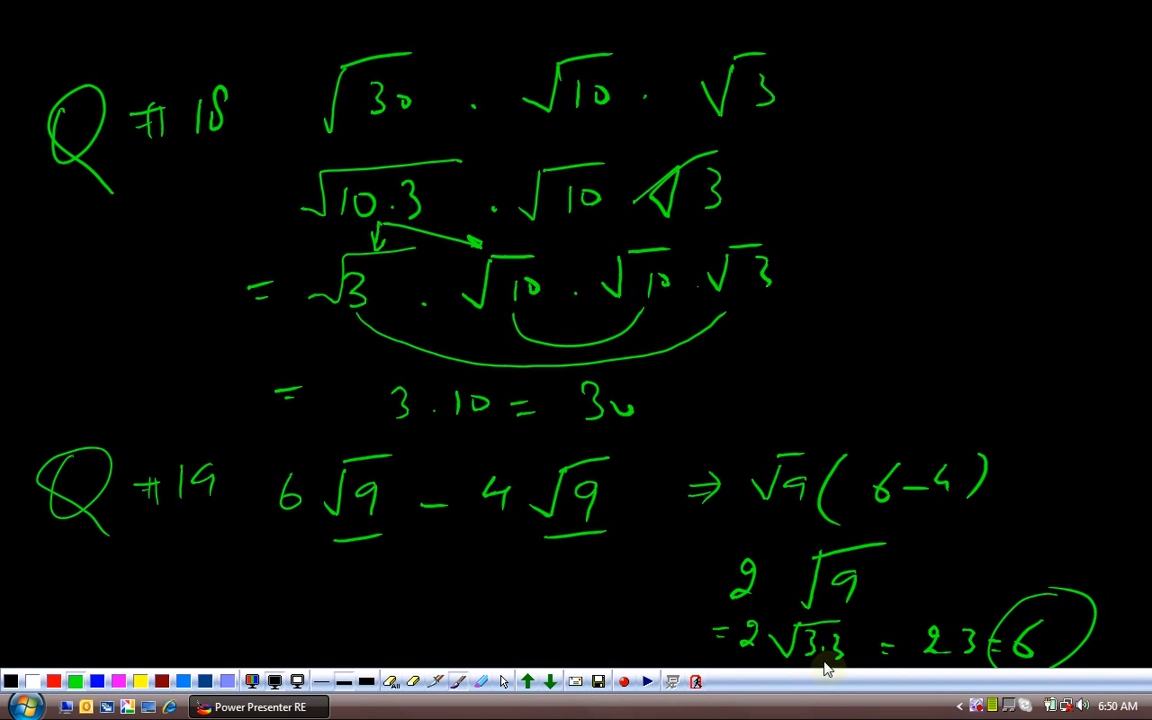 Q # 18 √30 . √10 . √3
√10.3 . √10 √3
= √3 . √10 . √10 . √3
= 3.10 = 30
Q # 19 6√9 - 4√9 ⇒ √9(6-4)
2 √9
= 2√3.3 = 2 3 = 6
All
Power Presenter RE
6:50 AM